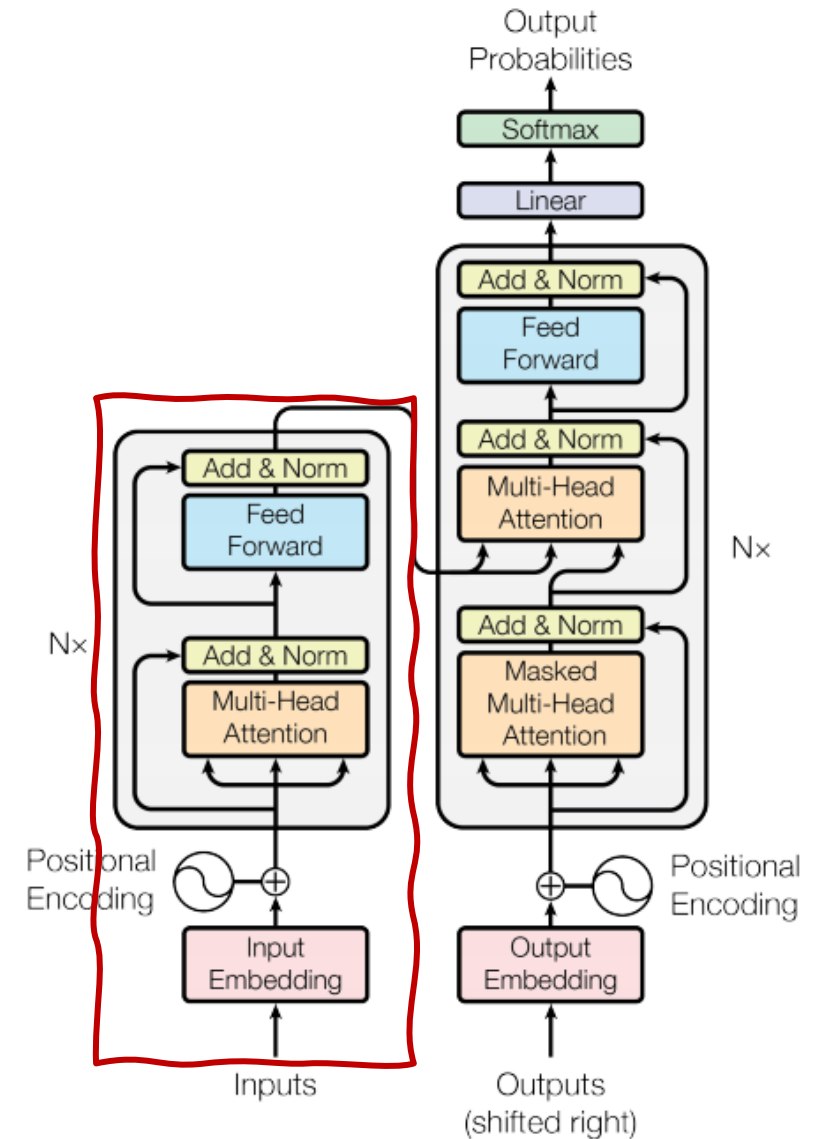 Output
Probabilities
Softmax
Linear
Add & Norm
Feed
Forward
Add & Norm
Multi-Head
Attention
Nx
Add & Norm
Masked
Multi-Head
Attention
Positional
Encoding
Output
Embedding
Outputs
(shifted right)
Add & Norm
Feed
Forward
Nx
Add & Norm
Multi-Head
Attention
Positional
Encoding
Input
Embedding
Inputs